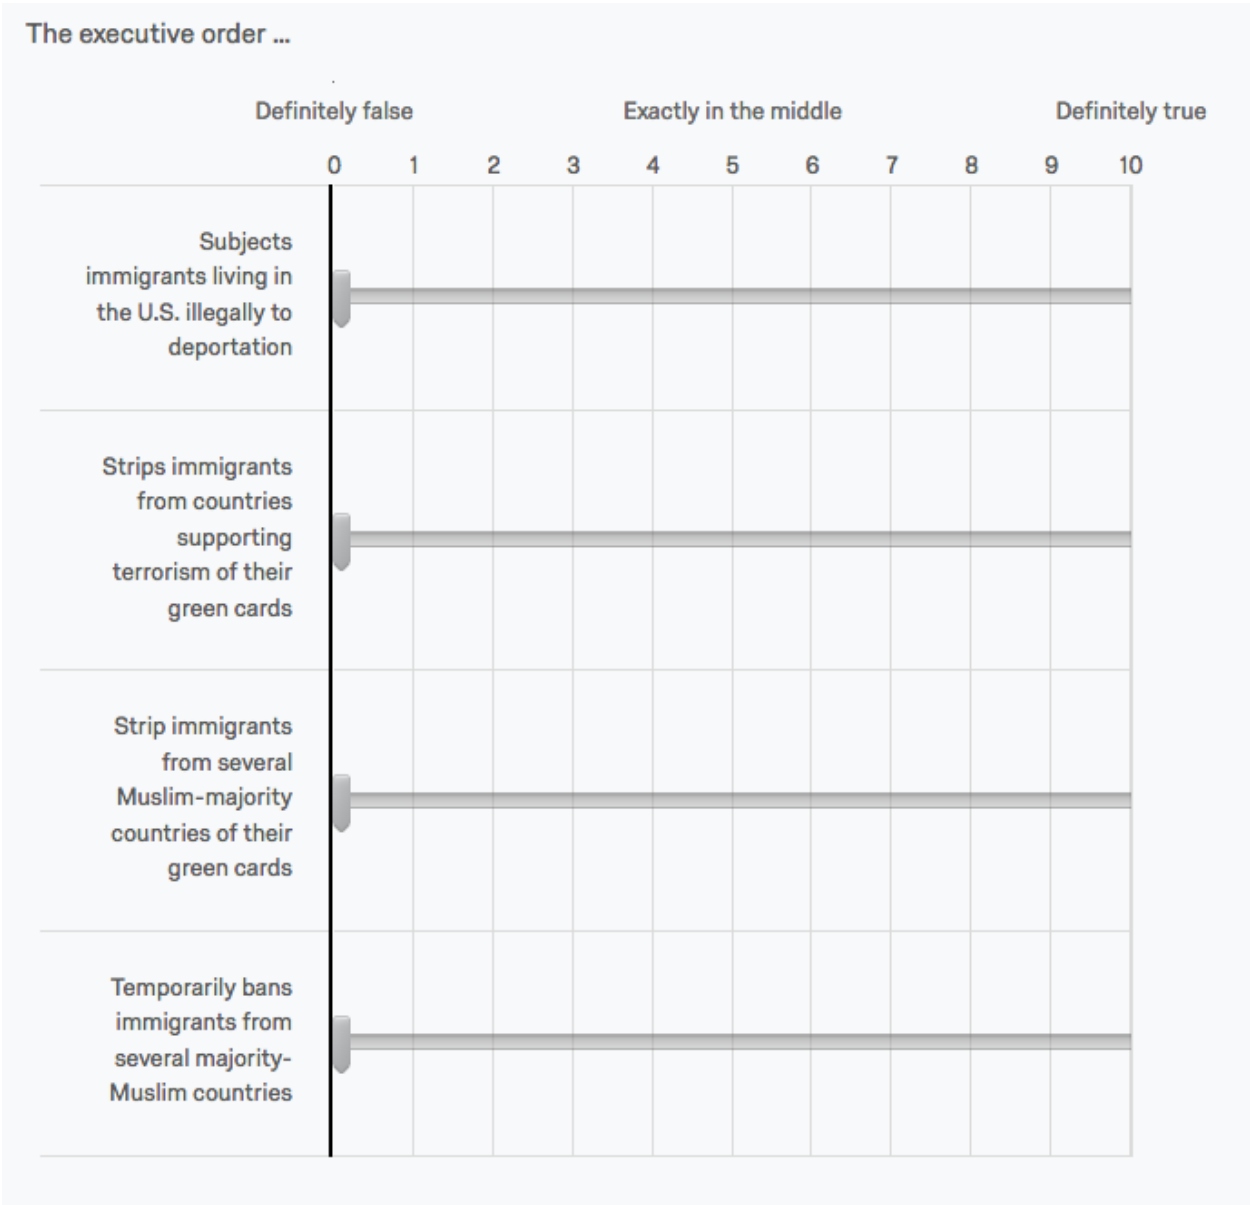 The executive order ...
Definitely false Exactly in the middle Definitely true
0 1 2 3 4 5 6 7 8 9 10
Subjects
immigrants living in
the U.S. illegally to
deportation
Strips immigrants
from countries
supporting
terrorism of their
green cards
Strip immigrants
from several
Muslim-majority
countries of their
green cards
Temporarily bans
immigrants from
several majority-
Muslim countries